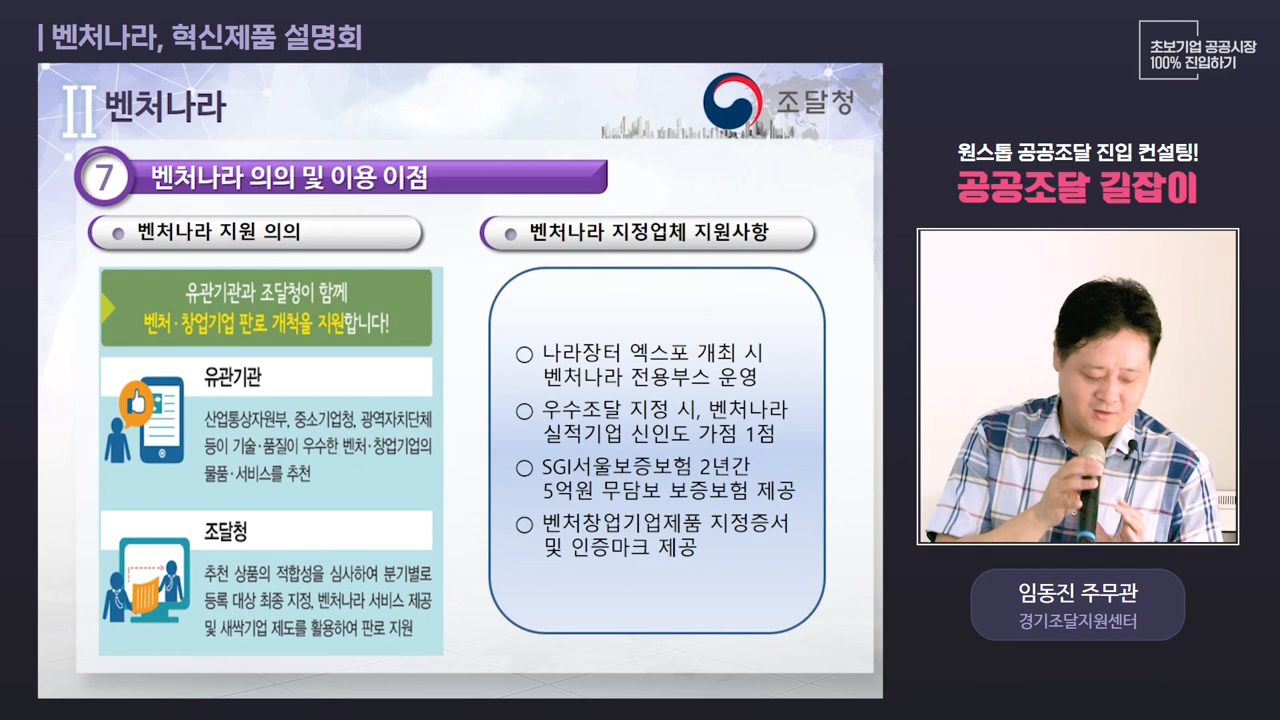 | 벤처나라, 혁신제품 설명회
초보기업 공공시장
100% 진입하기
II 벤처나라
조달청
7 벤처나라 의의 및 이용 이점
벤처나라 지원 의의
유관기관과 조달청이 함께
벤처·창업기업 판로 개척을 지원합니다!
유관기관
산업통상자원부, 중소기업청, 광역자치단체
등이 기술·품질이 우수한 벤처·창업기업의
물품·서비스를 추천
조달청
추천 상품의 적합성을 심사하여 분기별로
등록 대상 최종 지정, 벤처나라 서비스 제공
및 새싹기업 제도를 활용하여 판로 지원
벤처나라 지정업체 지원사항
○ 나라장터 엑스포 개최 시
벤처나라 전용부스 운영
○ 우수조달 지정 시, 벤처나라
실적기업 신인도 가점 1점
○ SGI서울보증보험 2년간
5억원 무담보 보증보험 제공
○ 벤처창업기업제품 지정증서
및 인증마크 제공
원스톱 공공조달 진입 컨설팅!
공공조달 길잡이
임동진 주무관
경기조달지원센터